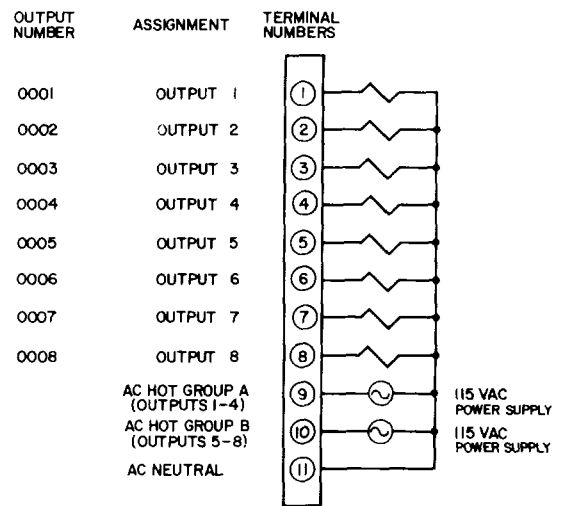 OUTPUT NUMBER ASSIGNMENT TERMINAL NUMBERS
0001 OUTPUT 1 1
0002 OUTPUT 2 2
0003 OUTPUT 3 3
0004 OUTPUT 4 4
0005 OUTPUT 5 5
0006 OUTPUT 6 6
0007 OUTPUT 7 7
0008 OUTPUT 8 8
AC HOT GROUP A
(OUTPUTS 1-4)
9
115 VAC
POWER SUPPLY
AC HOT GROUP B
(OUTPUTS 5-8)
10
115 VAC
POWER SUPPLY
AC NEUTRAL 11